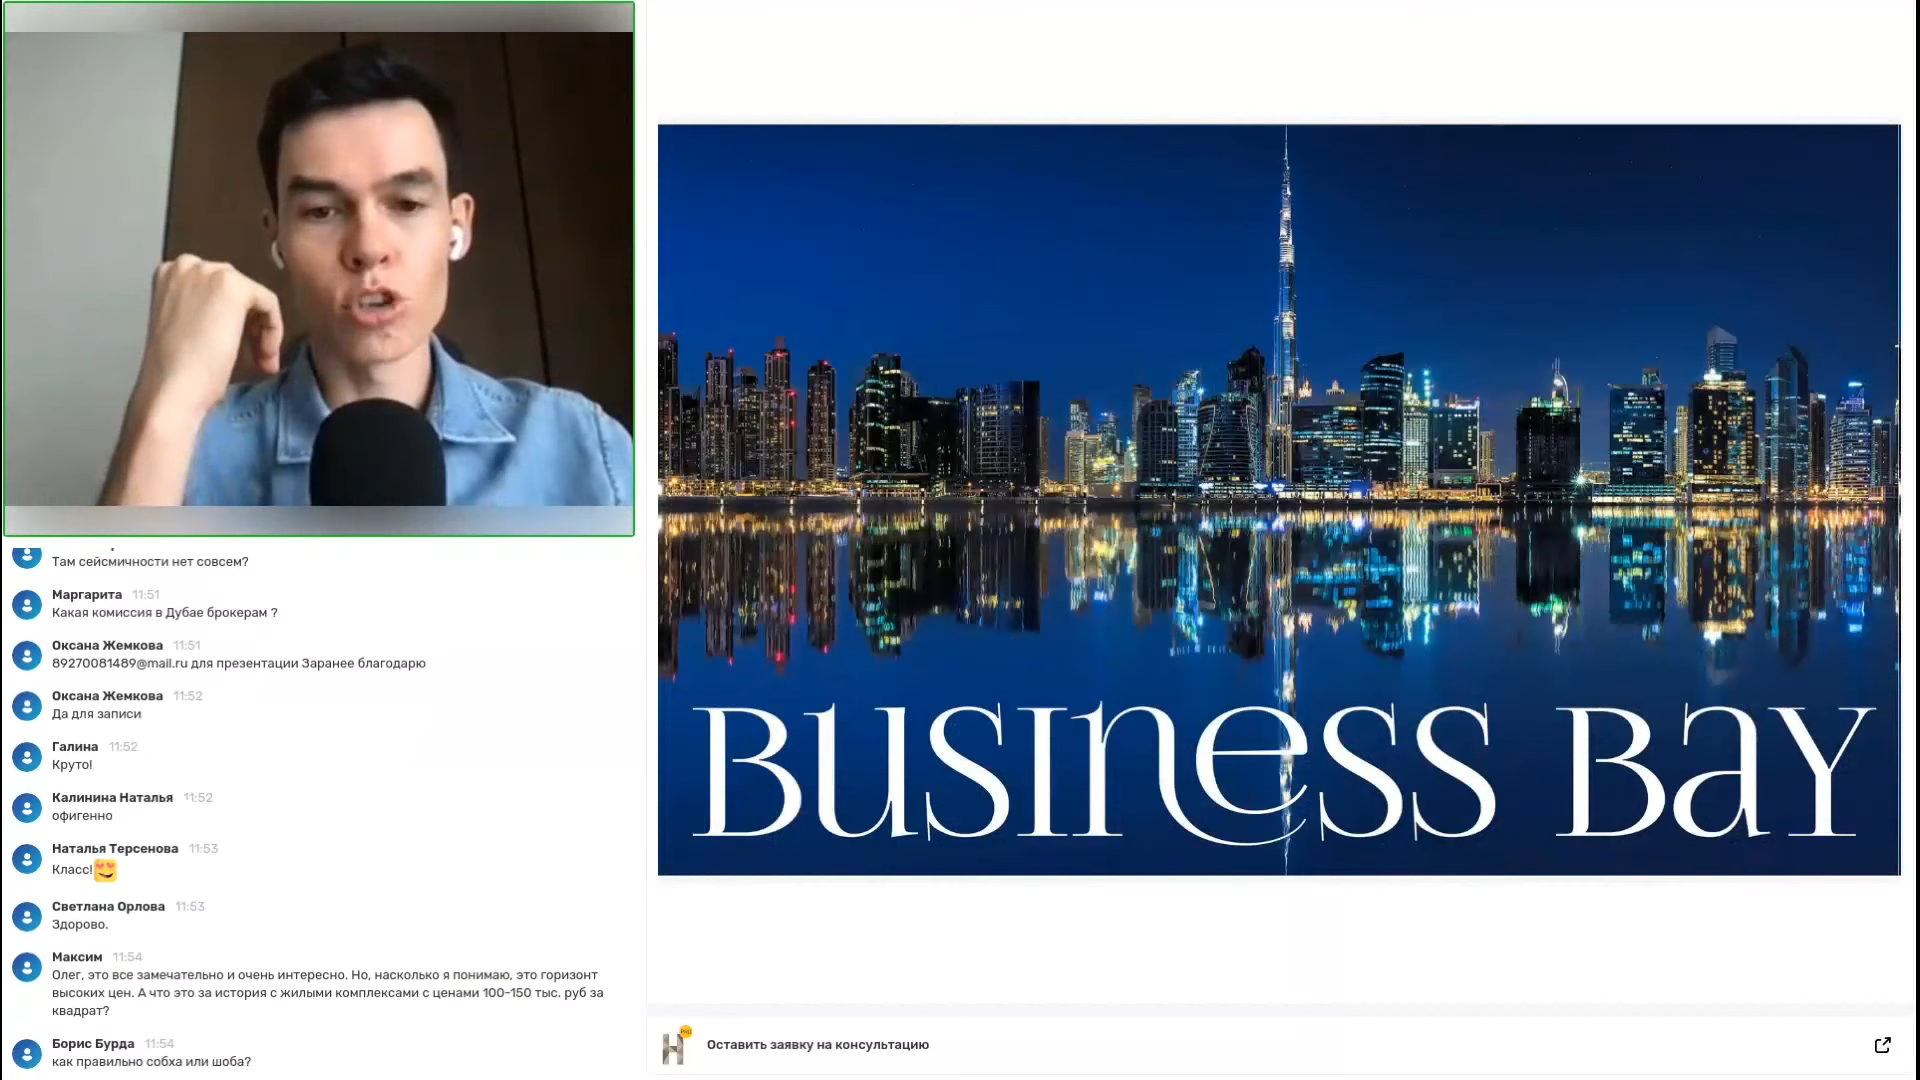 Там сейсмичности нет совсем?
Маргарита 11:51
Какая комиссия в Дубае брокерам ?
Оксана Жемкова 11:51
89270081489@mail.ru для презентации Заранее благодарю
Оксана Жемкова 11:52
Да для записи
Галина 11:52
Круто!
Калинина Наталья 11:52
офигенно
Наталья Терсенова 11:53
Класс!
Светлана Орлова 11:53
Здорово.
Максим 11:54
Олег, это все замечательно и очень интересно. Но, насколько я понимаю, это горизонт
высоких цен. А что это за история с жилыми комплексами с ценами 100-150 тыс. руб за
квадрат?
Борис Бурда 11:54
как правильно собха или шоба?
BUSINESS BAY
Оставить заявку на консультацию